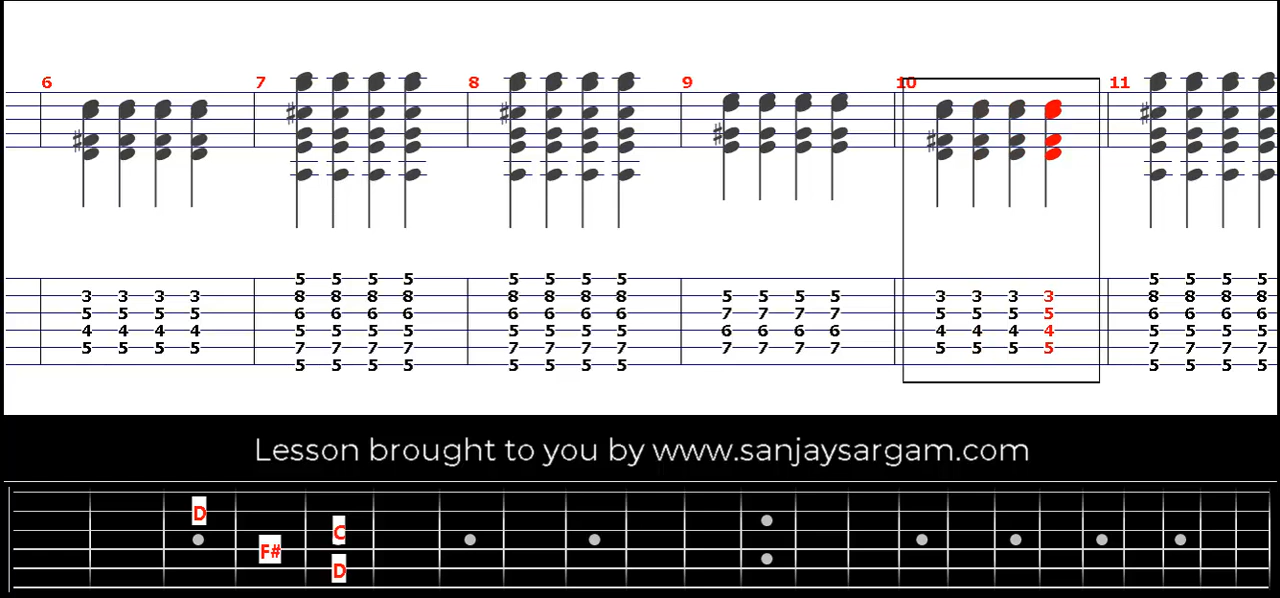 6 7 8 9 10 11
# # # # # #
5 5 5 5 5 5 5 5 5 5 5 5
3 3 3 3 8 8 8 8 8 8 8 8 5 5 5 5 3 3 3 3 8 8 8 8
5 5 5 5 6 6 6 6 6 6 6 6 7 7 7 7 5 5 5 5 6 6 6 6
4 4 4 4 5 5 5 5 5 5 5 5 6 6 6 6 4 4 4 4 5 5 5 5
5 5 5 5 7 7 7 7 7 7 7 7 7 7 7 7 5 5 5 5 7 7 7 7
5 5 5 5 5 5 5 5 5 5 5 5
Lesson brought to you by www.sanjaysargam.com
D
C
F#
D